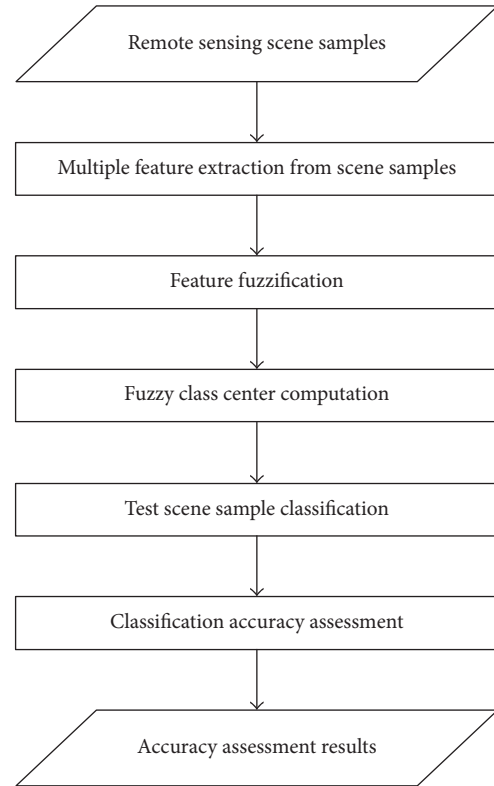 Remote sensing scene samples
Multiple feature extraction from scene samples
Feature fuzzification
Fuzzy class center computation
Test scene sample classification
Classification accuracy assessment
Accuracy assessment results